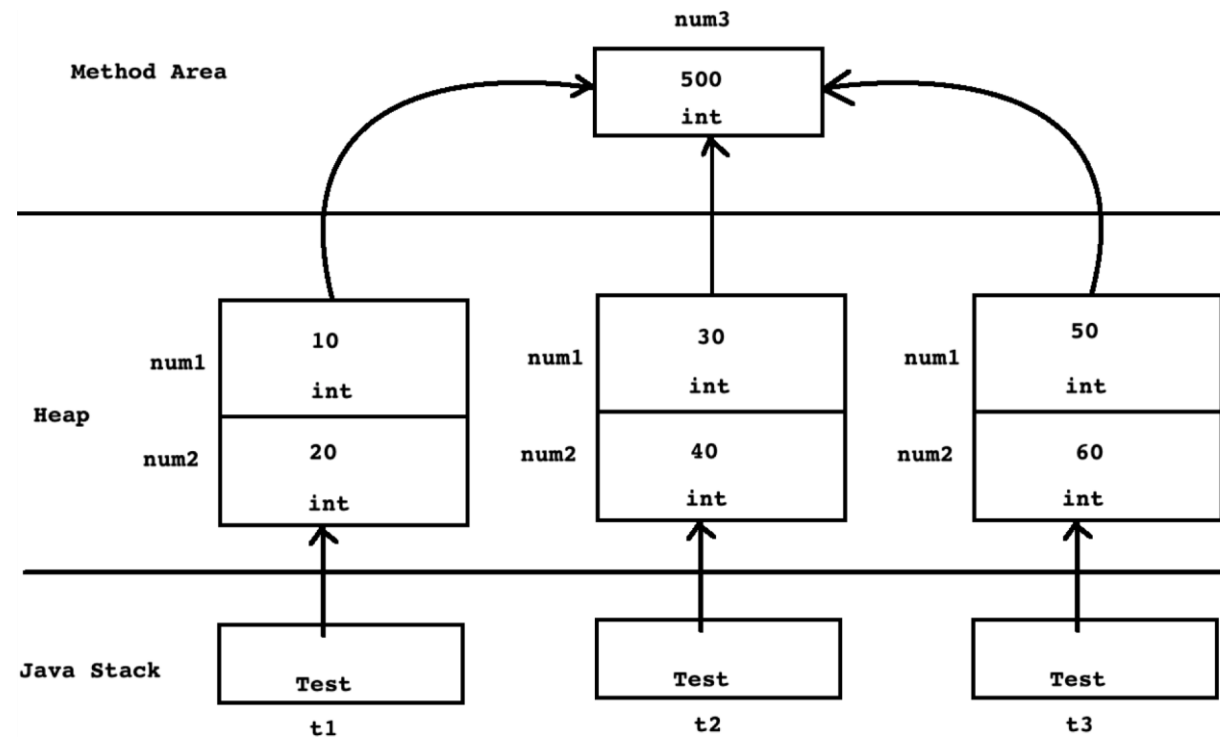 num3
Method Area
500
int
10
30
50
num1
num1
num1
int
int
int
Heap
20
40
60
num2
num2
num2
int
int
int
Java Stack
Test
Test
Test
t1
t2
t3